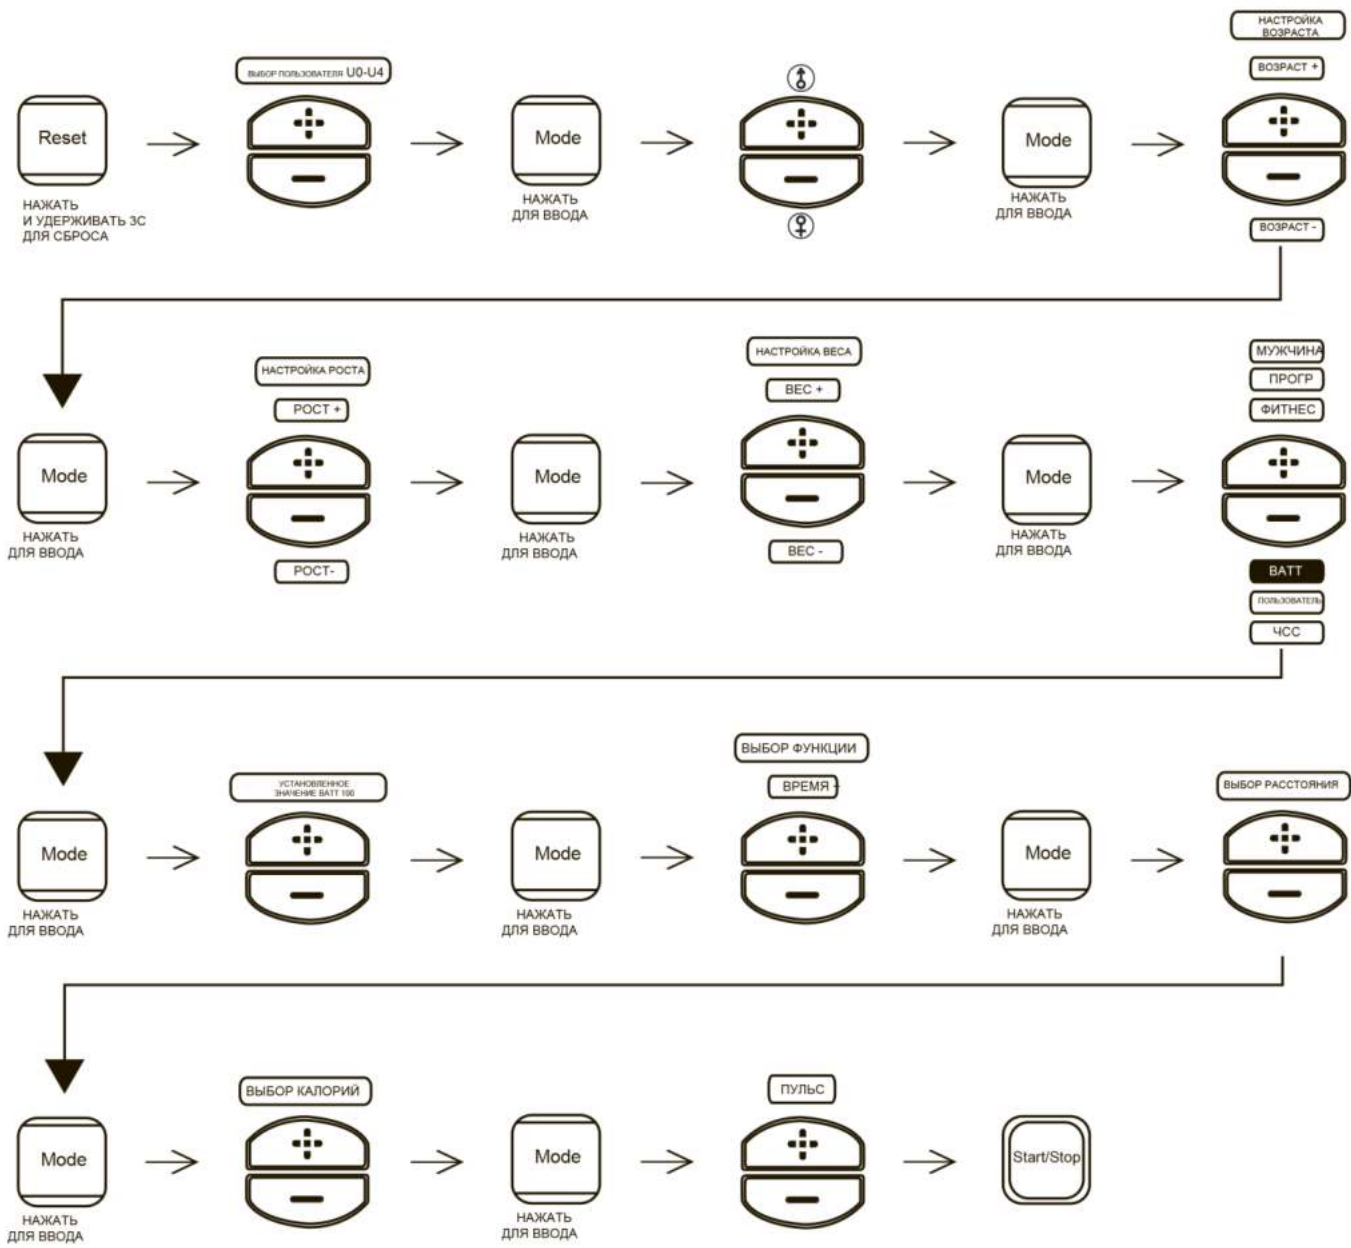 НАСТРОЙКА
ВОЗРАСТА
ВЫБОР ПОЛЬЗОВАТЕЛЯ U0-U4
ВОЗРАСТ +
Reset
Mode
Mode
НАЖАТЬ
И УДЕРЖИВАТЬ 3С
ДЛЯ СБРОСА
НАЖАТЬ
ДЛЯ ВВОДА
НАЖАТЬ
ДЛЯ ВВОДА
ВОЗРАСТ -
НАСТРОЙКА РОСТА
РОСТ +
НАСТРОЙКА ВЕСА
ВЕС +
МУЖЧИНА
ПРОГР
ФИТНЕС
Mode
Mode
Mode
НАЖАТЬ
ДЛЯ ВВОДА
РОСТ-
НАЖАТЬ
ДЛЯ ВВОДА
ВЕС -
НАЖАТЬ
ДЛЯ ВВОДА
ВАТТ
ПОЛЬЗОВАТЕЛЬ
ЧСС
УСТАНОВЛЕННОЕ
ЗНАЧЕНИЕ ВАТТ 100
ВЫБОР ФУНКЦИИ
ВРЕМЯ +
ВЫБОР РАССТОЯНИЯ
Mode
Mode
Mode
НАЖАТЬ
ДЛЯ ВВОДА
НАЖАТЬ
ДЛЯ ВВОДА
НАЖАТЬ
ДЛЯ ВВОДА
ВЫБОР КАЛОРИЙ
ПУЛЬС
Mode
Mode
Start/Stop
НАЖАТЬ
ДЛЯ ВВОДА
НАЖАТЬ
ДЛЯ ВВОДА